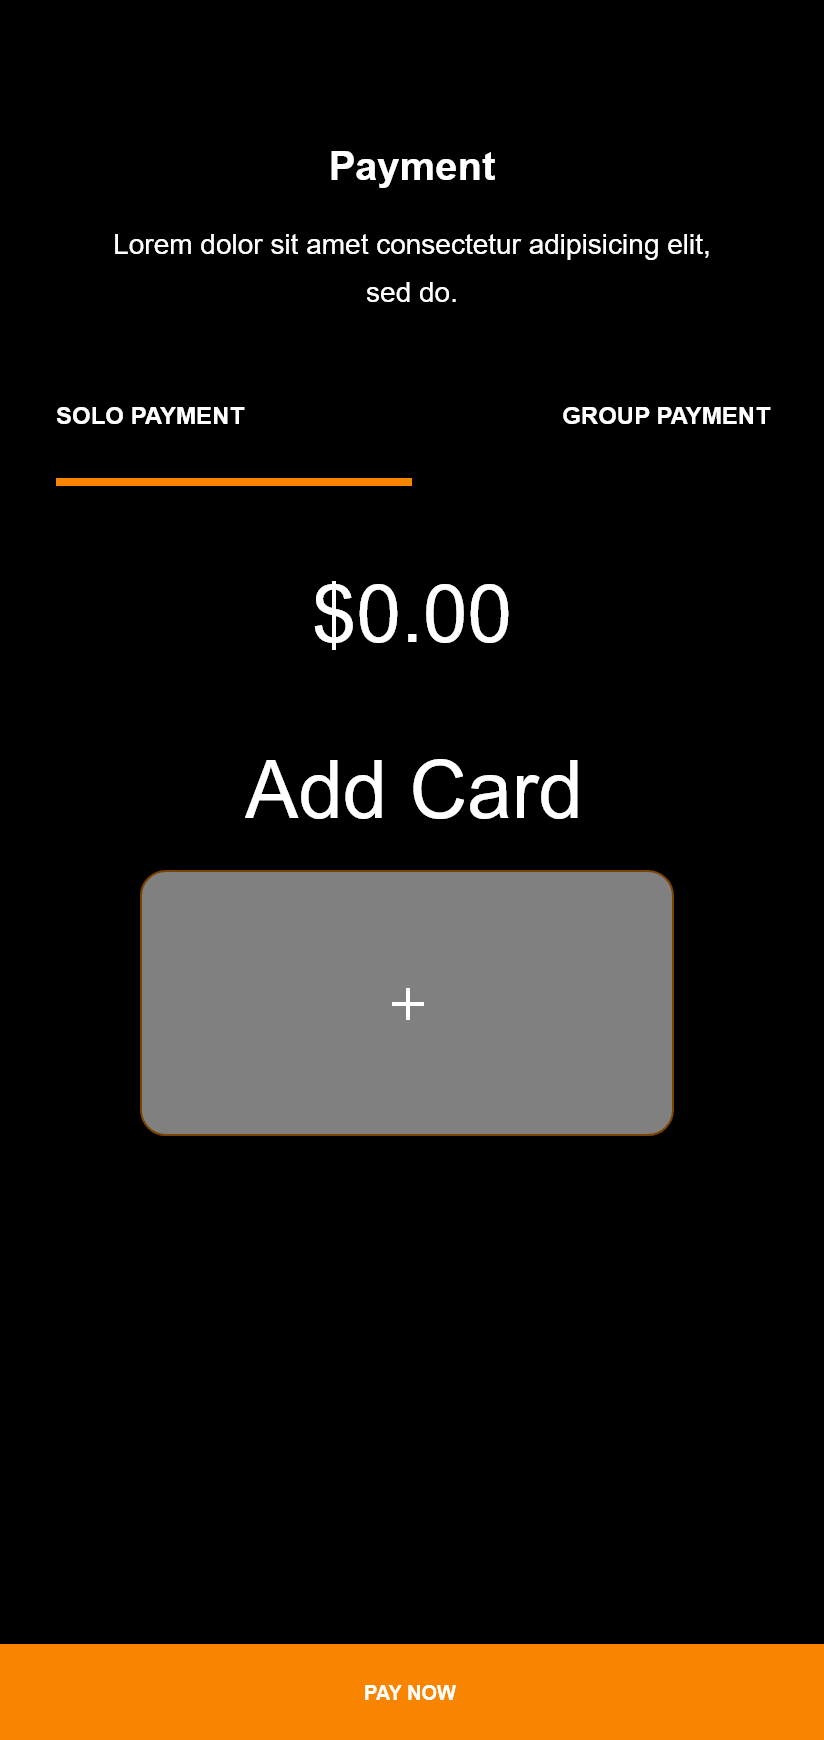 Payment
Lorem dolor sit amet consectetur adipisicing elit,
sed do.
SOLO PAYMENT
GROUP PAYMENT
$0.00
Add Card
+
PAY NOW